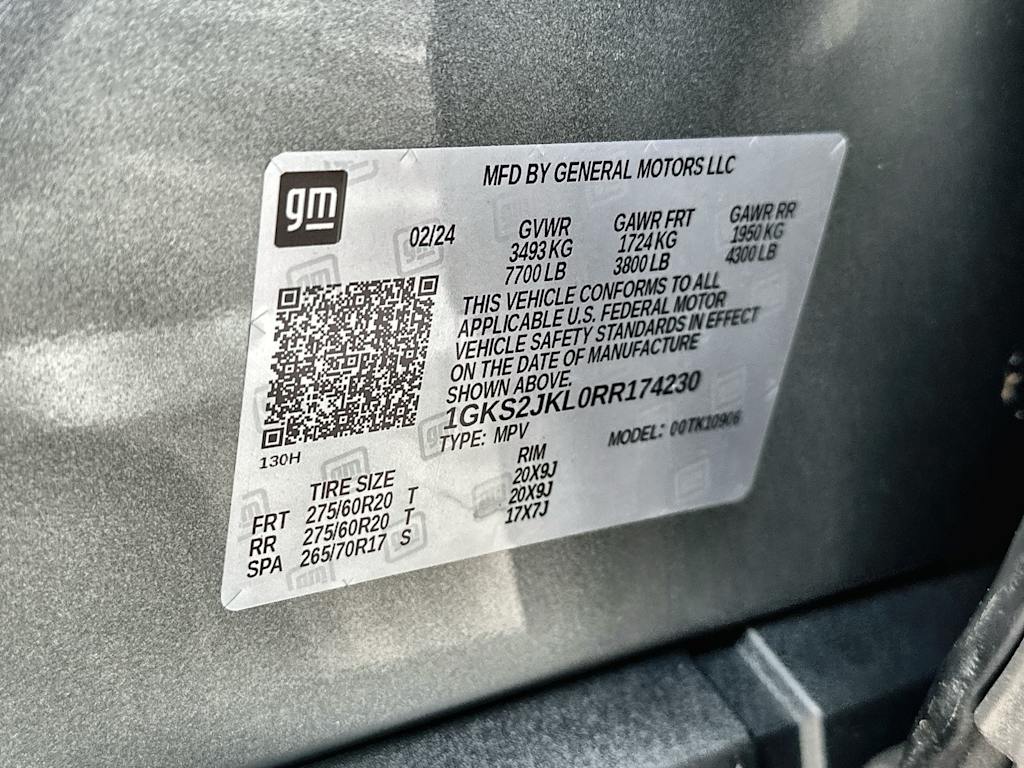 gm
MFD BY GENERAL MOTORS LLC
02/24
GVWR GAWR FRT GAWR RR
3493 KG 1724 KG 1950 KG
7700 LB 3800 LB 4300 LB
THIS VEHICLE CONFORMS TO ALL
APPLICABLE U.S. FEDERAL MOTOR
VEHICLE SAFETY STANDARDS IN EFFECT
ON THE DATE OF MANUFACTURE
SHOWN ABOVE.
1GKS2JKL0RR174230
TYPE: MPV MODEL: 00TK10906
130H
TIRE SIZE RIM
FRT 275/60R20 T 20X9J
RR 275/60R20 T 20X9J
SPA 265/70R17 S 17X7J